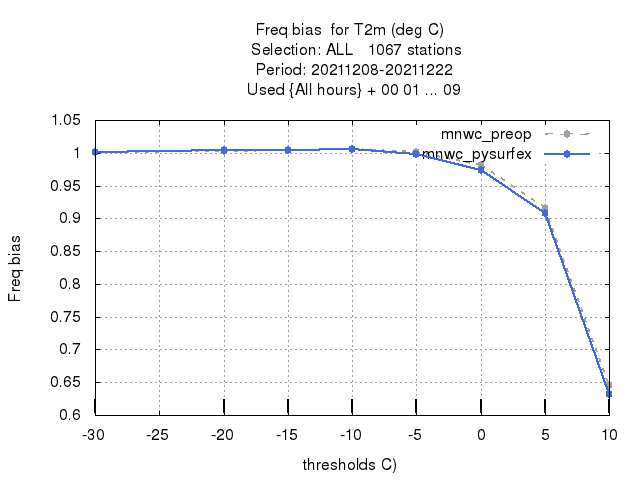 Freq bias  for T2m (deg C)
Selection: ALL   1067 stations
Period: 20211208-20211222
Used {All hours} + 00 01 ... 09
1.05
mnwc_preop
1
mnwc_pysurfex
0.95
0.9
0.85
0.8
0.75
0.7
0.65
0.6
Freq bias
-30 -25 -20 -15 -10 -5 0 5 10
thresholds C)